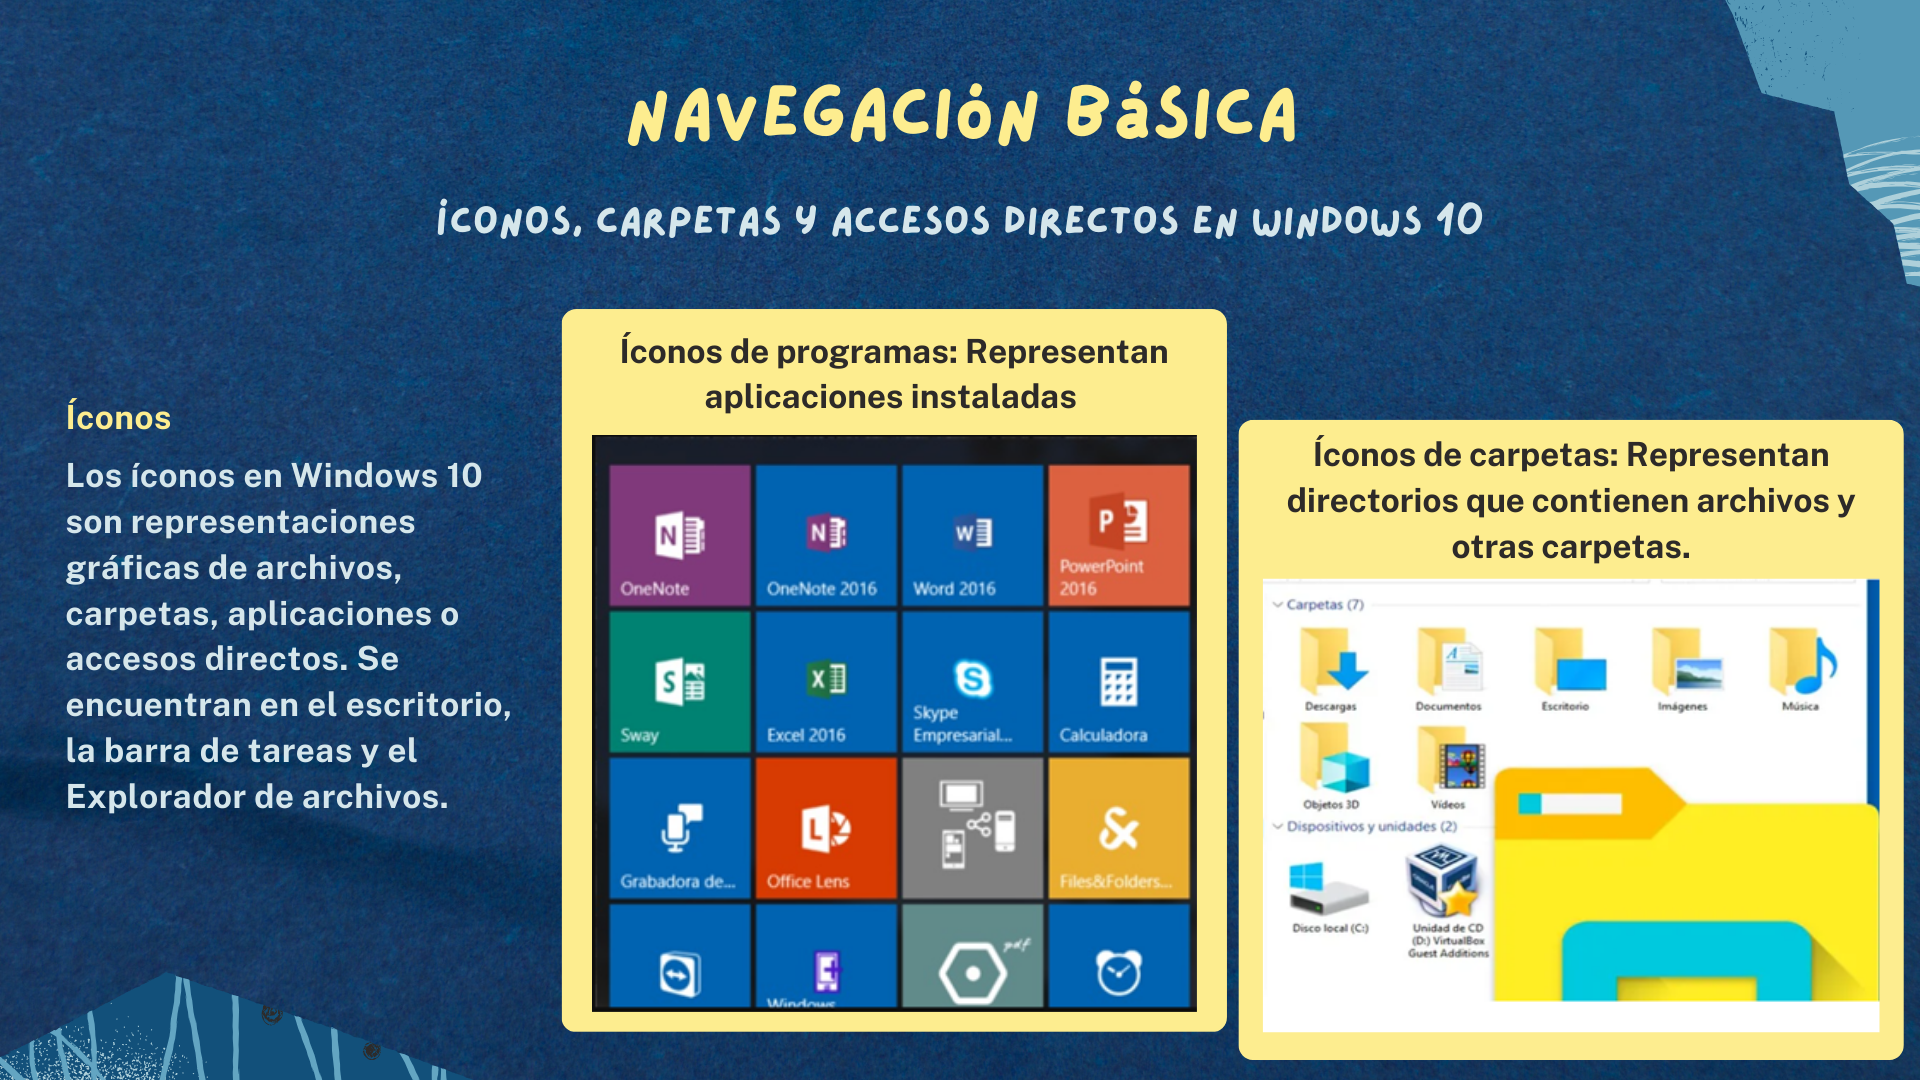 NAVEGACIÓN BÁSICA
ÍCONOS, CARPETAS Y ACCESOS DIRECTOS EN WINDOWS 10
Íconos
Los íconos en Windows 10
son representaciones
gráficas de archivos,
carpetas, aplicaciones o
accesos directos. Se
encuentran en el escritorio,
la barra de tareas y el
Explorador de archivos.
Íconos de programas: Representan
aplicaciones instaladas
OneNote
OneNote 2016
Word 2016
PowerPoint
2016
Sway
Excel 2016
Skype
Empresarial...
Calculadora
Grabadora de...
Office Lens
Files&Folders...
Windows
pdf
Íconos de carpetas: Representan
directorios que contienen archivos y
otras carpetas.
Carpetas (7)
Descargas
Documentos
Escritorio
Imágenes
Música
Objetos 3D
Vídeos
Dispositivos y unidades (2)
Disco local (C:)
Unidad de CD
(D:) VirtualBox
Guest Additions